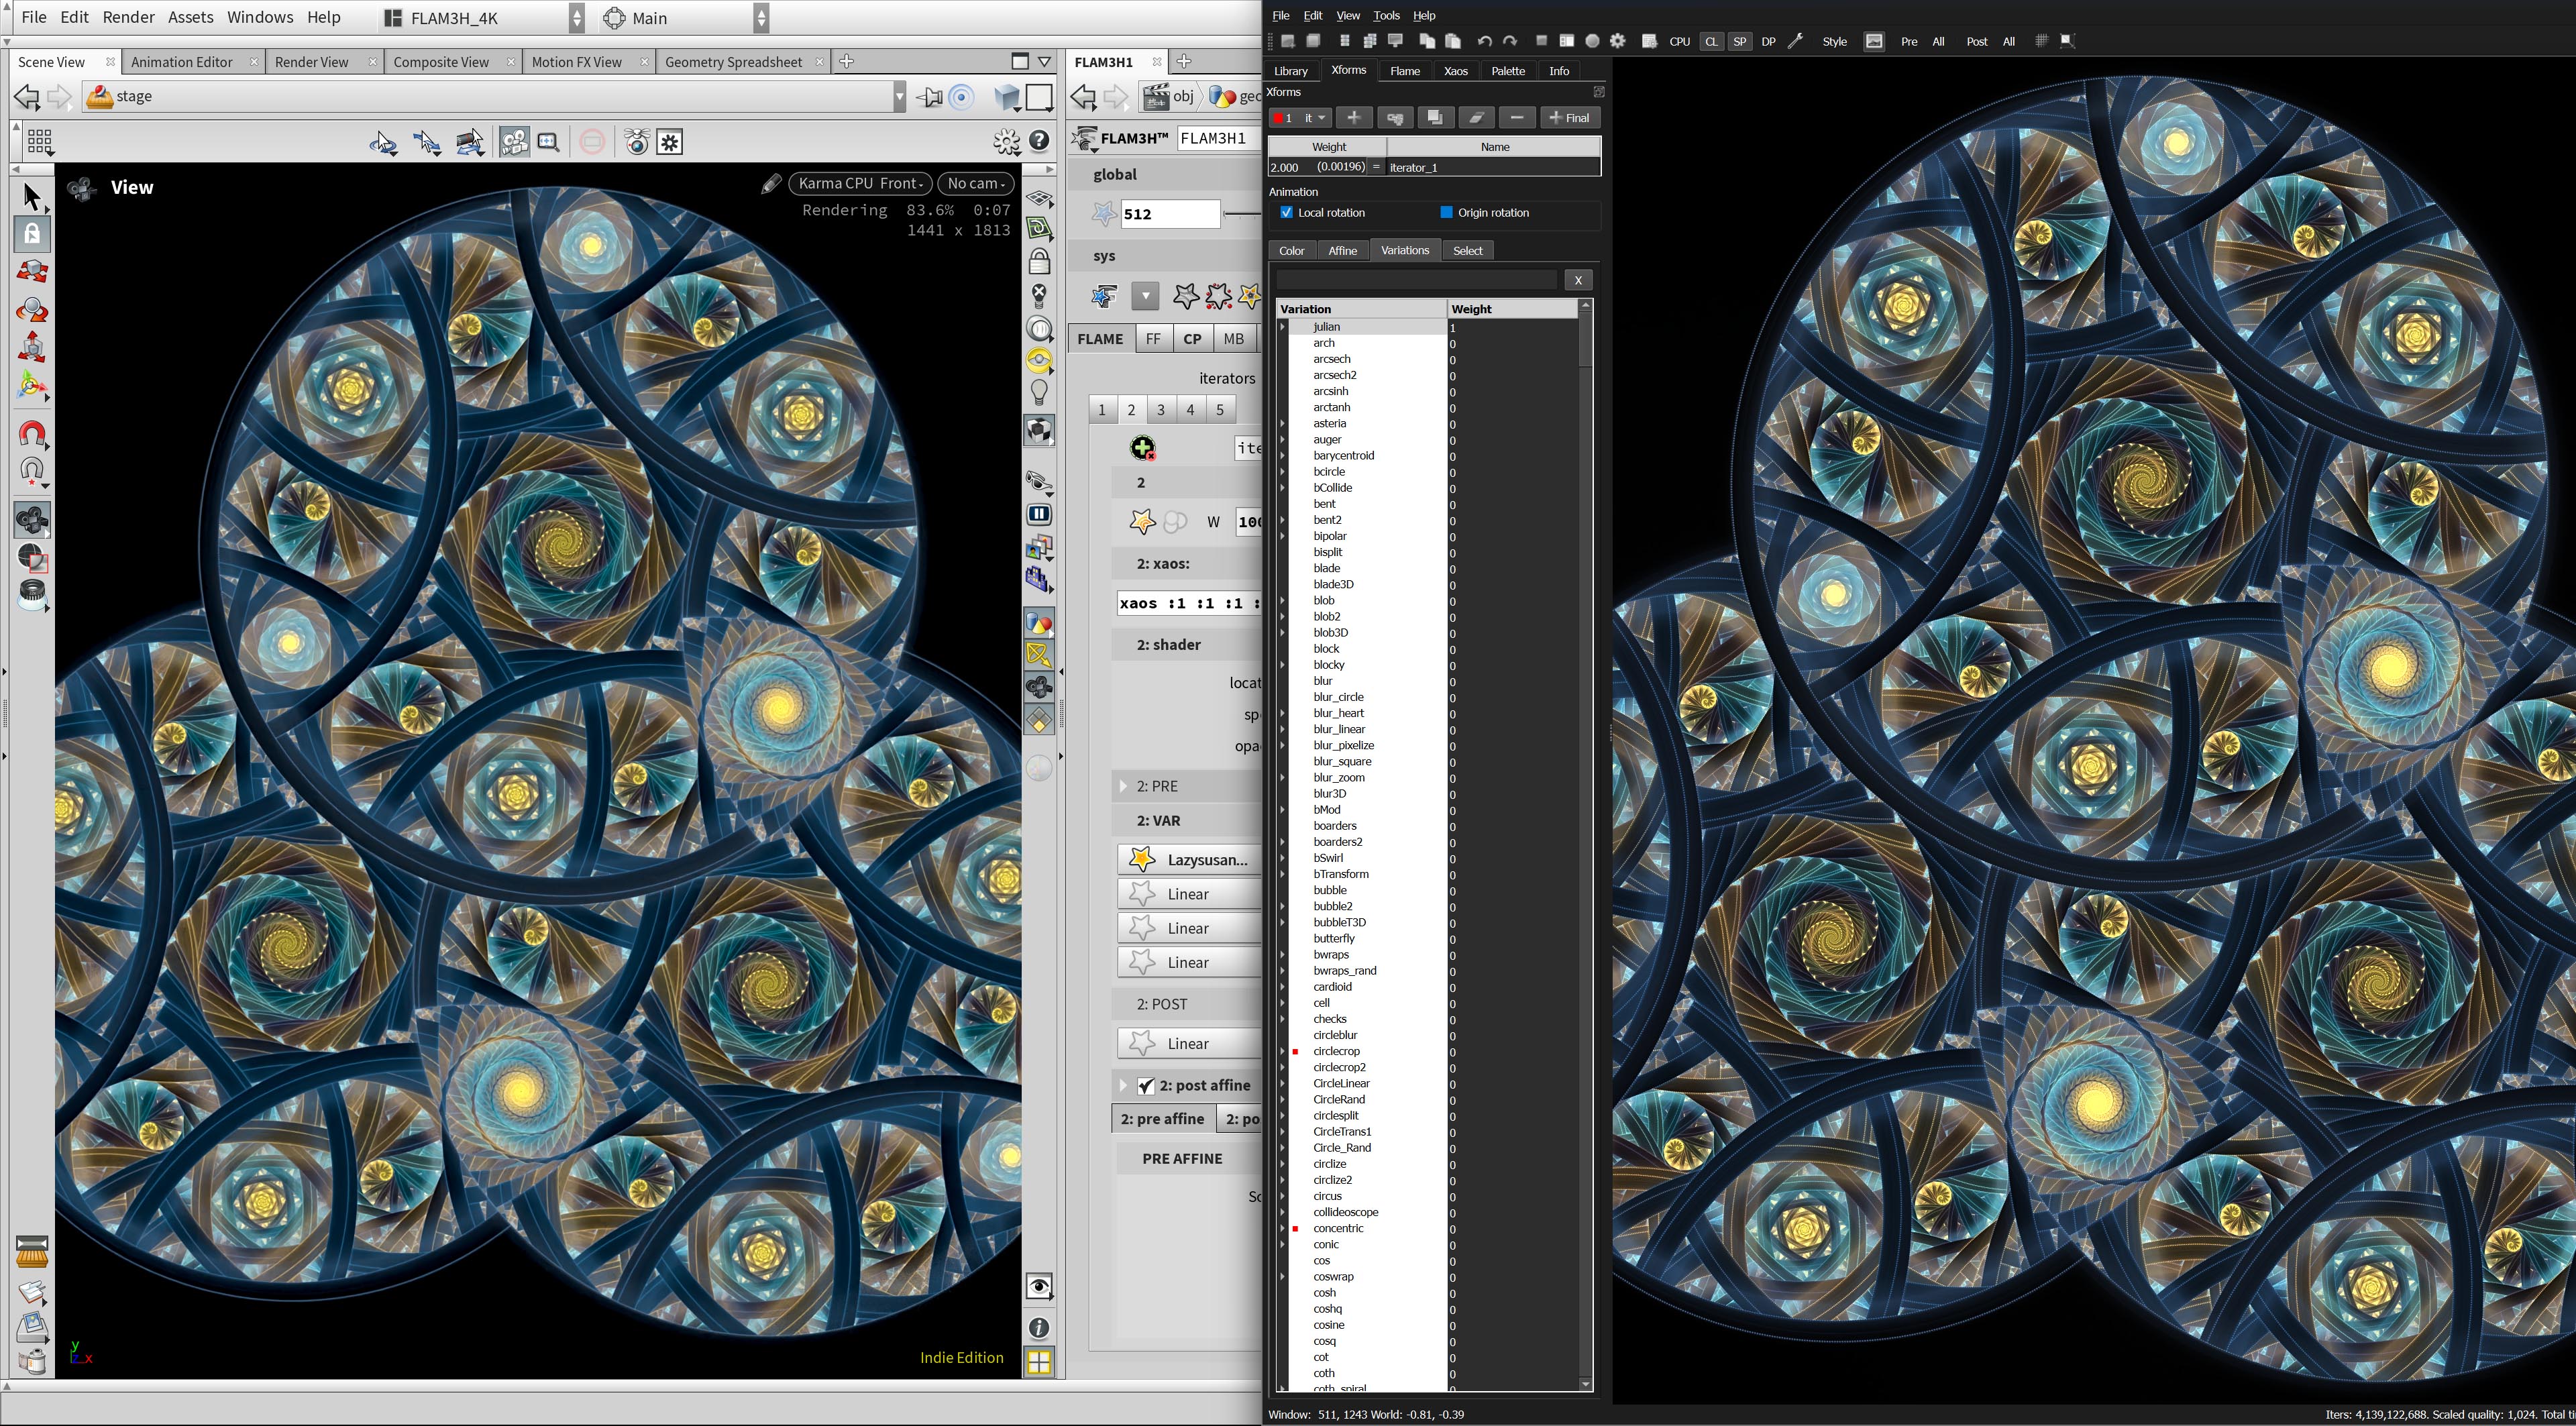 File Edit Render Assets Windows Help FLAM3H_4K Main
Scene View Animation Editor Render View Composite View Motion FX View Geometry Spreadsheet
stage
View
Karma CPU Front No cam
Rendering 83.6% 0:07
1441 x 1813
Indie Edition
y
z x
FLAM3H1
obj geo
FLAM3H™ FLAM3H1
global
512
sys
FLAME FF CP MB
iterators
1 2 3 4 5
ite
2
W 100
2: xaos:
xaos :1 :1 :1 :
2: shader
locat
sp
opa
2: PRE
2: VAR
Lazysusan...
Linear
Linear
Linear
2: POST
Linear
2: post affine
2: pre affine 2: po
PRE AFFINE
Sc
File Edit View Tools Help
CPU CL SP DP Style Pre All Post All
Library Xforms Flame Xaos Palette Info
Xforms
1 it Final
Weight Name
2.000 (0.00196) = iterator_1
Animation
Local rotation Origin rotation
Color Affine Variations Select
X
Variation Weight
julian 1
arch 0
arcsech 0
arcsech2 0
arcsinh 0
arctanh 0
asteria 0
auger 0
barycentroid 0
bcircle 0
bCollide 0
bent 0
bent2 0
bipolar 0
bisplit 0
blade 0
blade3D 0
blob 0
blob2 0
blob3D 0
block 0
blocky 0
blur 0
blur_circle 0
blur_heart 0
blur_linear 0
blur_pixelize 0
blur_square 0
blur_zoom 0
blur3D 0
bMod 0
boarders 0
boarders2 0
bSwirl 0
bTransform 0
bubble 0
bubble2 0
bubbleT3D 0
butterfly 0
bwraps 0
bwraps_rand 0
cardioid 0
cell 0
checks 0
circleblur 0
circlecrop 0
circlecrop2 0
CircleLinear 0
CircleRand 0
circlesplit 0
CircleTrans1 0
Circle_Rand 0
circlize 0
circlize2 0
circus 0
collideoscope 0
concentric 0
conic 0
cos 0
coswrap 0
cosh 0
coshq 0
cosine 0
cosq 0
cot 0
coth 0
coth_spiral 0
Window: 511, 1243 World: -0.81, -0.39
Iters: 4,139,122,688. Scaled quality: 1,024. Total ti